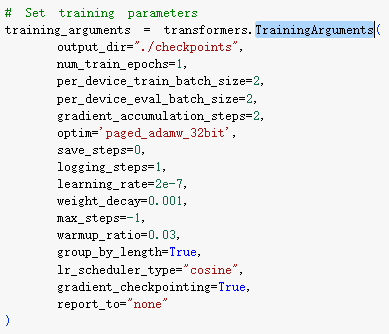 # Set training parameters
training_arguments = transformers.TrainingArguments(
output_dir="./checkpoints",
num_train_epochs=1,
per_device_train_batch_size=2,
per_device_eval_batch_size=2,
gradient_accumulation_steps=2,
optim='paged_adamw_32bit',
save_steps=0,
logging_steps=1,
learning_rate=2e-7,
weight_decay=0.001,
max_steps=-1,
warmup_ratio=0.03,
group_by_length=True,
lr_scheduler_type="cosine",
gradient_checkpointing=True,
report_to="none"
)